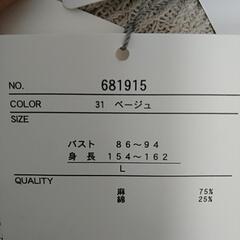 NO. 681915
COLOR 31 ベージュ
SIZE
バスト 86~94
身長 154~162
L
QUALITY
麻 75%
綿 25%